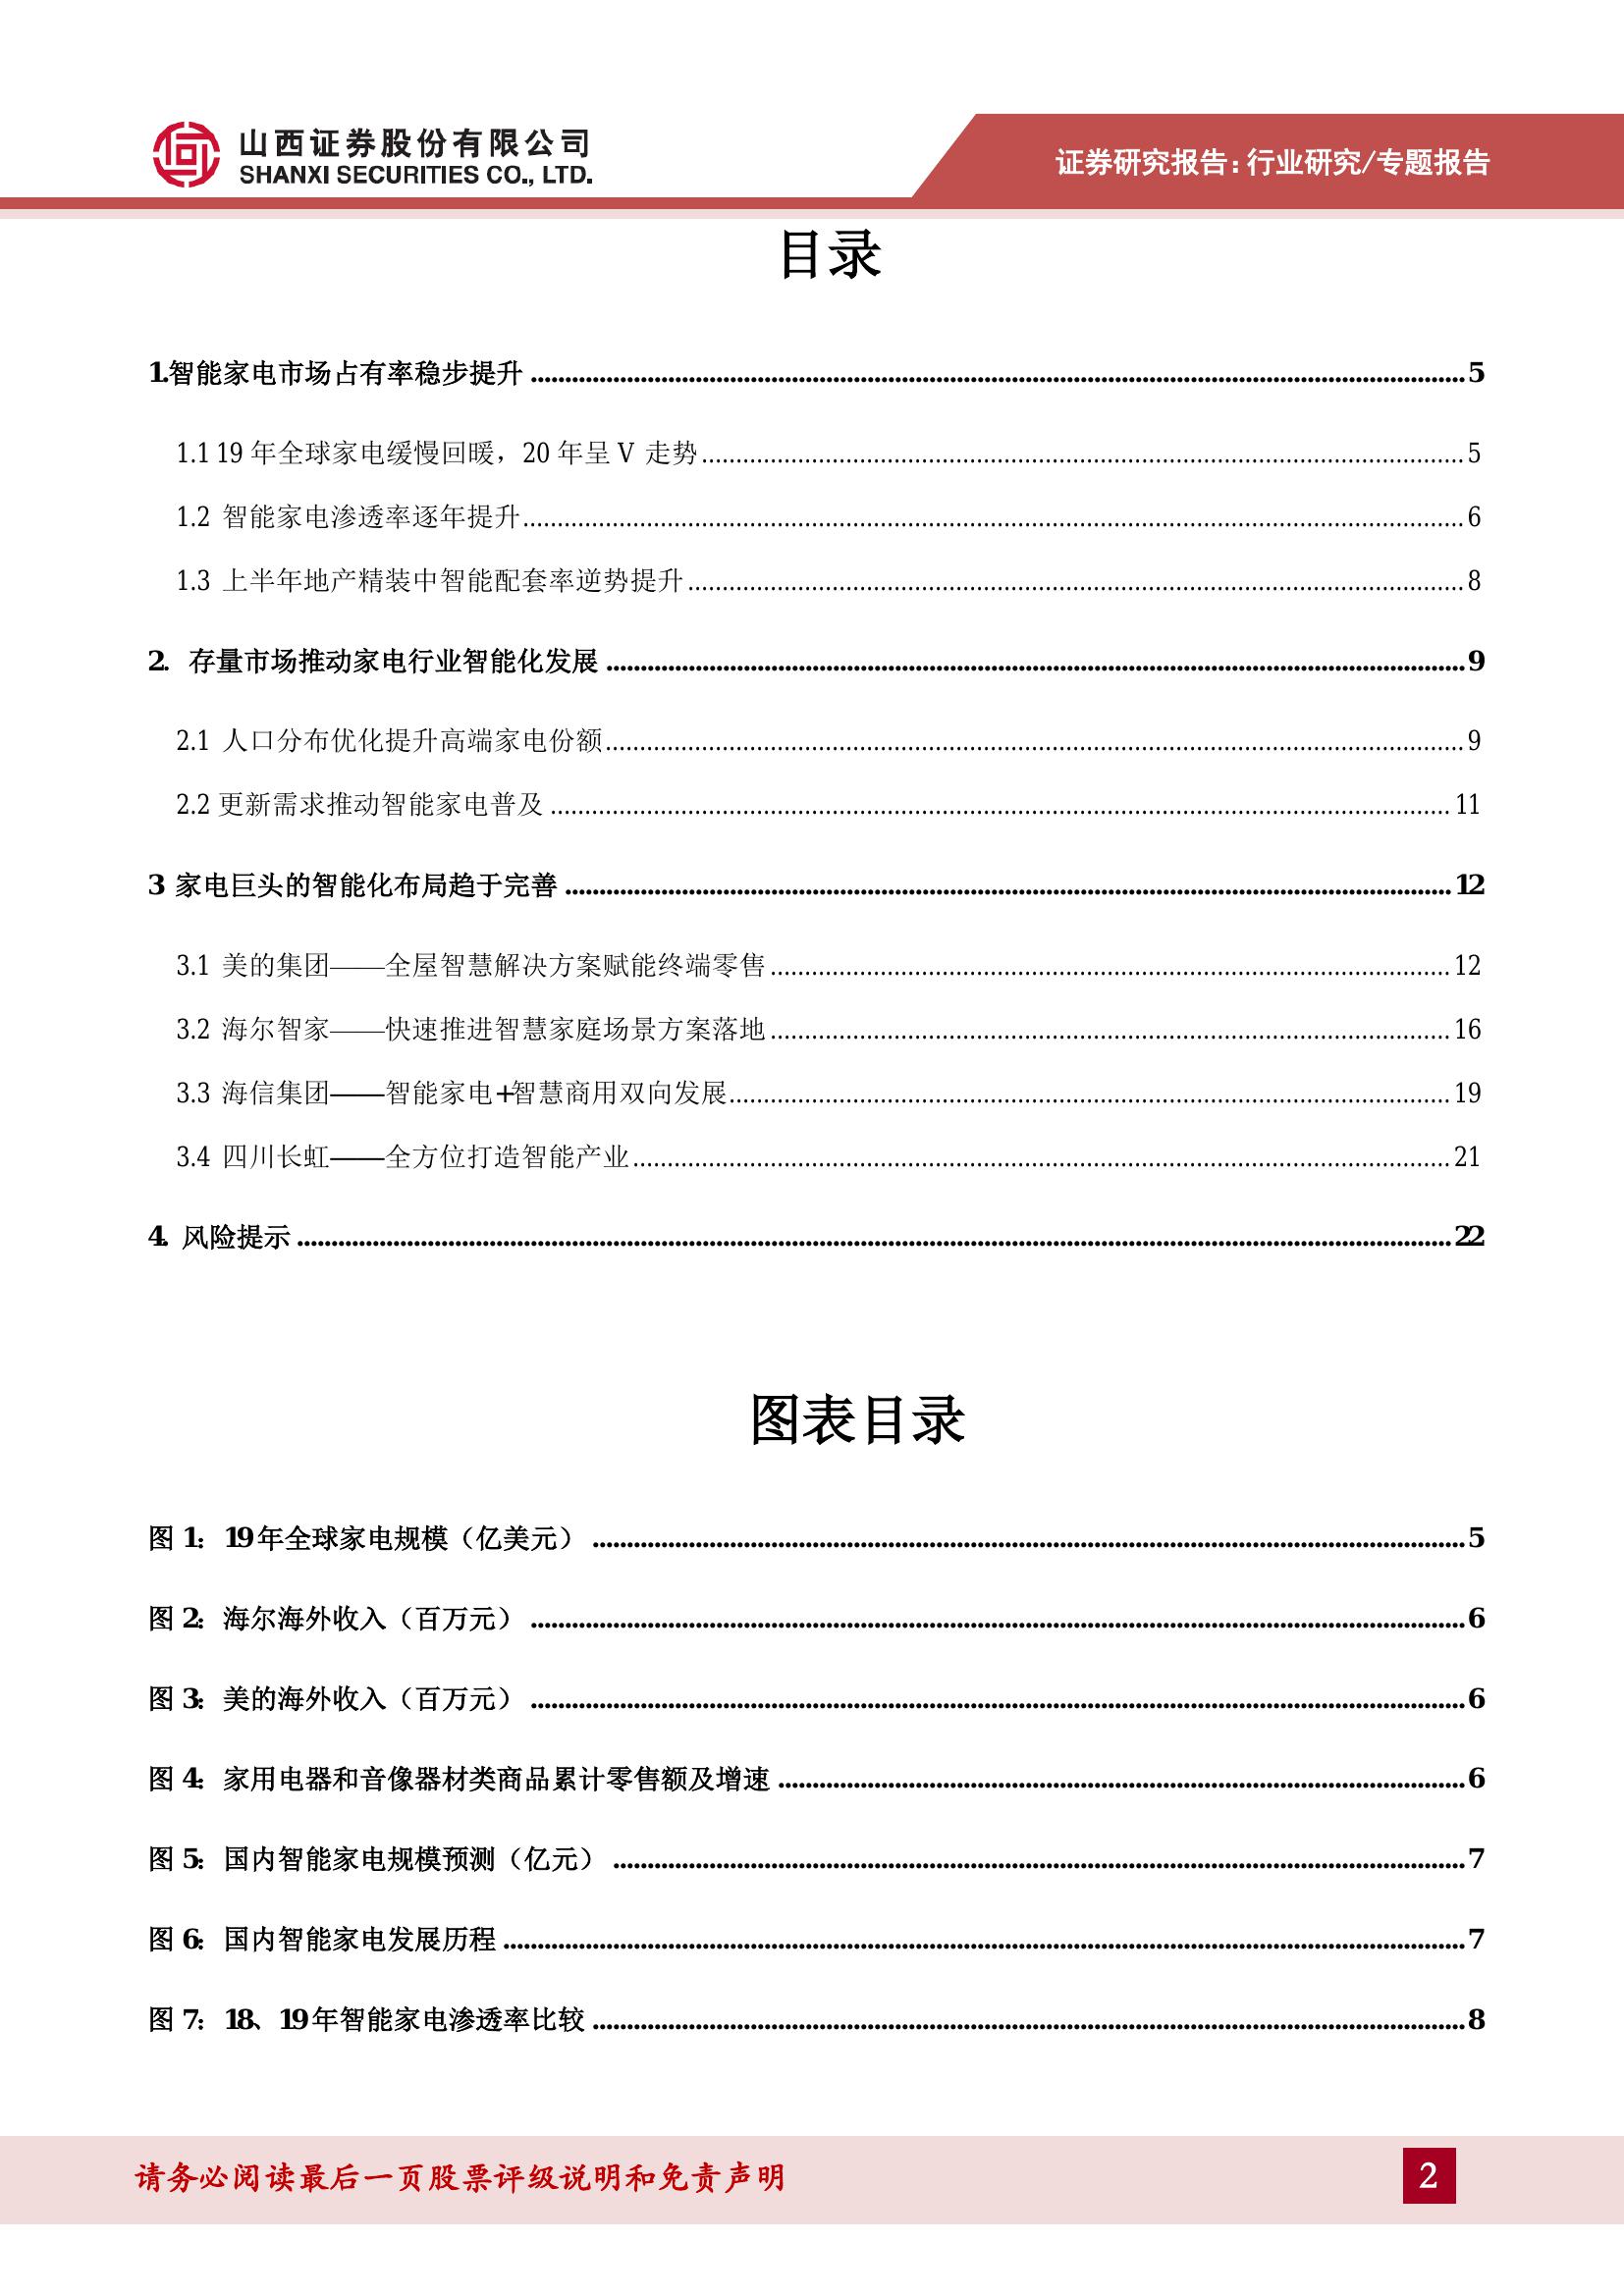 山西证券股份有限公司
SHANXI SECURITIES CO., LTD.
证券研究报告:行业研究/专题报告
目录
1.智能家电市场占有率稳步提升 5
1.1 19 年全球家电缓慢回暖，20 年呈 V 走势 5
1.2 智能家电渗透率逐年提升 6
1.3 上半年地产精装中智能配套率逆势提升 8
2. 存量市场推动家电行业智能化发展 9
2.1 人口分布优化提升高端家电份额 9
2.2 更新需求推动智能家电普及 11
3 家电巨头的智能化布局趋于完善 12
3.1 美的集团——全屋智慧解决方案赋能终端零售 12
3.2 海尔智家——快速推进智慧家庭场景方案落地 16
3.3 海信集团——智能家电+智慧商用双向发展 19
3.4 四川长虹——全方位打造智能产业 21
4. 风险提示 22
图表目录
图 1: 19 年全球家电规模（亿美元） 5
图 2: 海尔海外收入（百万元） 6
图 3: 美的海外收入（百万元） 6
图 4: 家用电器和音像器材类商品累计零售额及增速 6
图 5: 国内智能家电规模预测（亿元） 7
图 6: 国内智能家电发展历程 7
图 7: 18、19 年智能家电渗透率比较 8
请务必阅读最后一页股票评级说明和免责声明
2